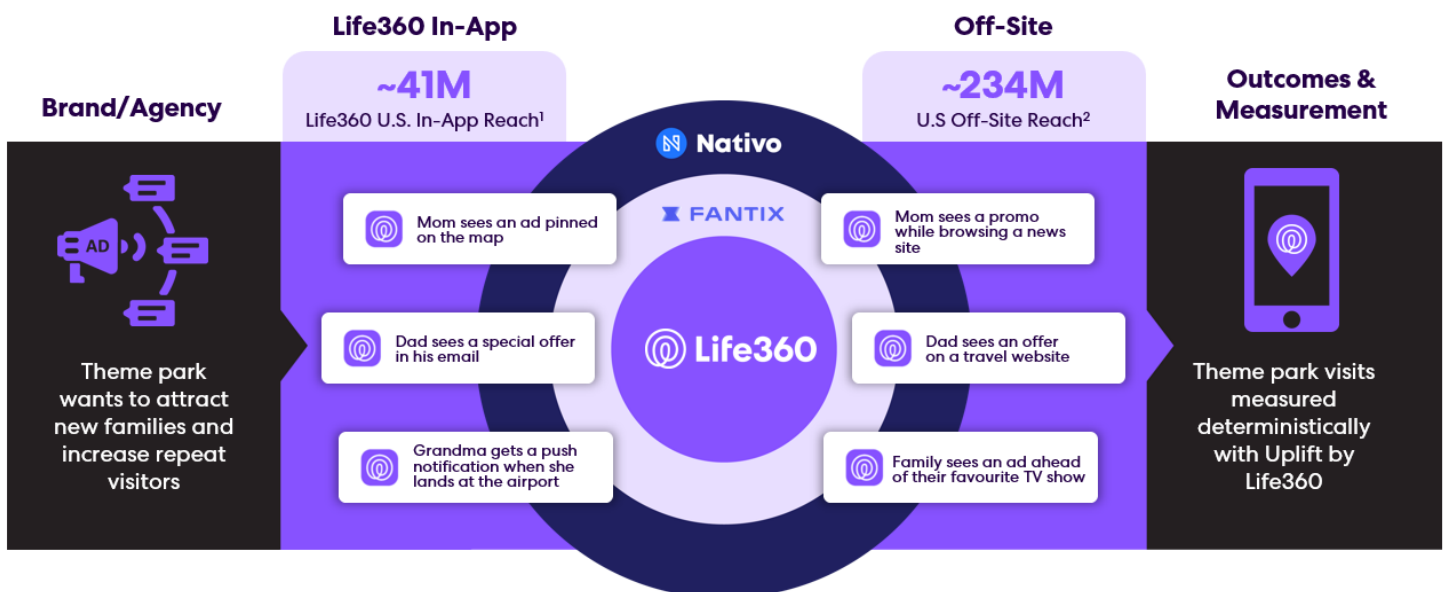 Life360 In-App
Off-Site
Brand/Agency
~41M
Life360 U.S. In-App Reach¹
~234M
U.S Off-Site Reach²
Outcomes &
Measurement
Nativo
FANTIX
Life360
AD
Theme park
wants to attract
new families and
increase repeat
visitors
Mom sees an ad pinned
on the map
Dad sees a special offer
in his email
Grandma gets a push
notification when she
lands at the airport
Mom sees a promo
while browsing a news
site
Dad sees an offer
on a travel website
Family sees an ad ahead
of their favourite TV show
Theme park visits
measured
deterministically
with Uplift by
Life360